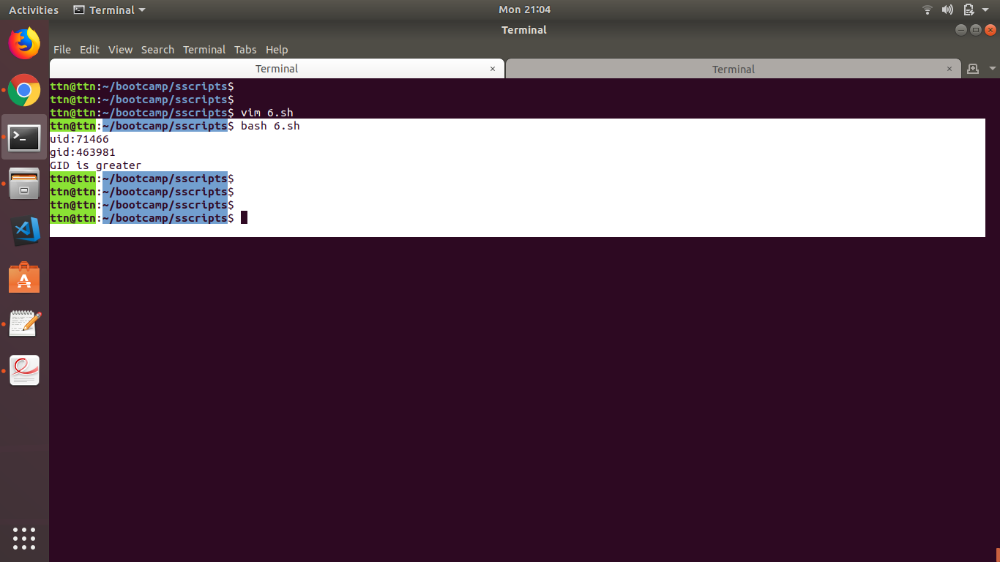 Activities Terminal Mon 21:04
Terminal
File Edit View Search Terminal Tabs Help
Terminal × Terminal ×
ttn@ttn:~/bootcamp/sscripts$
ttn@ttn:~/bootcamp/sscripts$
ttn@ttn:~/bootcamp/sscripts$ vim 6.sh
ttn@ttn:~/bootcamp/sscripts$ bash 6.sh
uid:71466
gid:463981
GID is greater
ttn@ttn:~/bootcamp/sscripts$
ttn@ttn:~/bootcamp/sscripts$
ttn@ttn:~/bootcamp/sscripts$
ttn@ttn:~/bootcamp/sscripts$